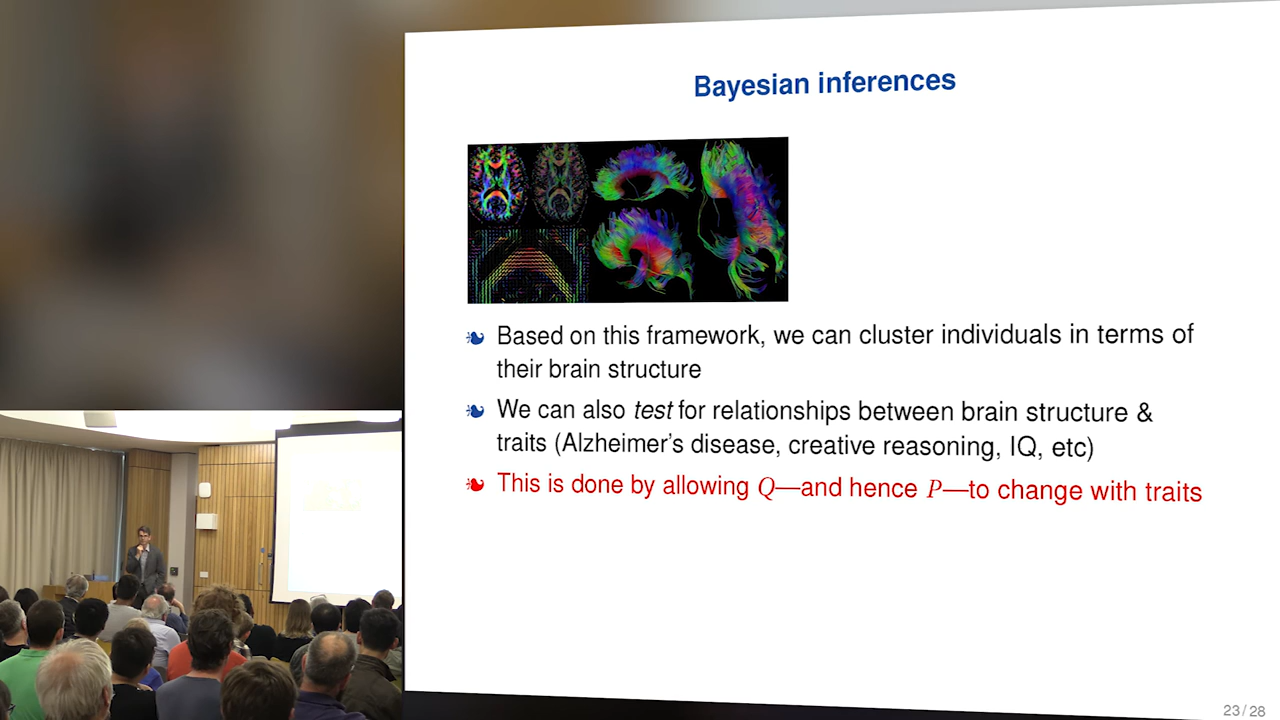 Bayesian inferences
Based on this framework, we can cluster individuals in terms of
their brain structure
We can also test for relationships between brain structure &
traits (Alzheimer's disease, creative reasoning, IQ, etc)
This is done by allowing Q—and hence P—to change with traits
23/28